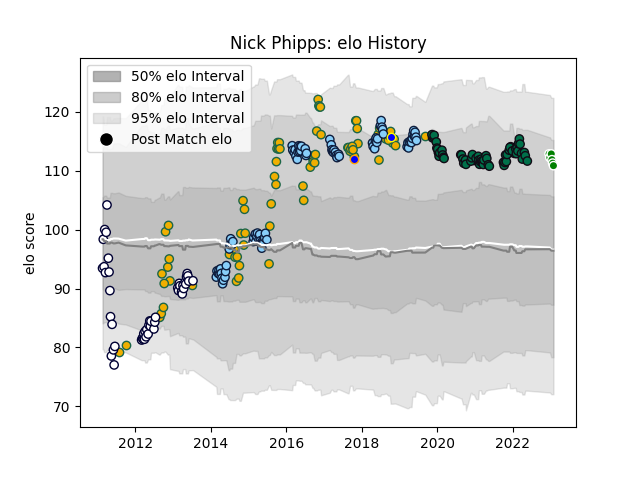 Nick Phipps: elo History
50% elo Interval
80% elo Interval
95% elo Interval
Post Match elo
elo score
120
110
100
90
80
70
2012
2014
2016
2018
2020
2022